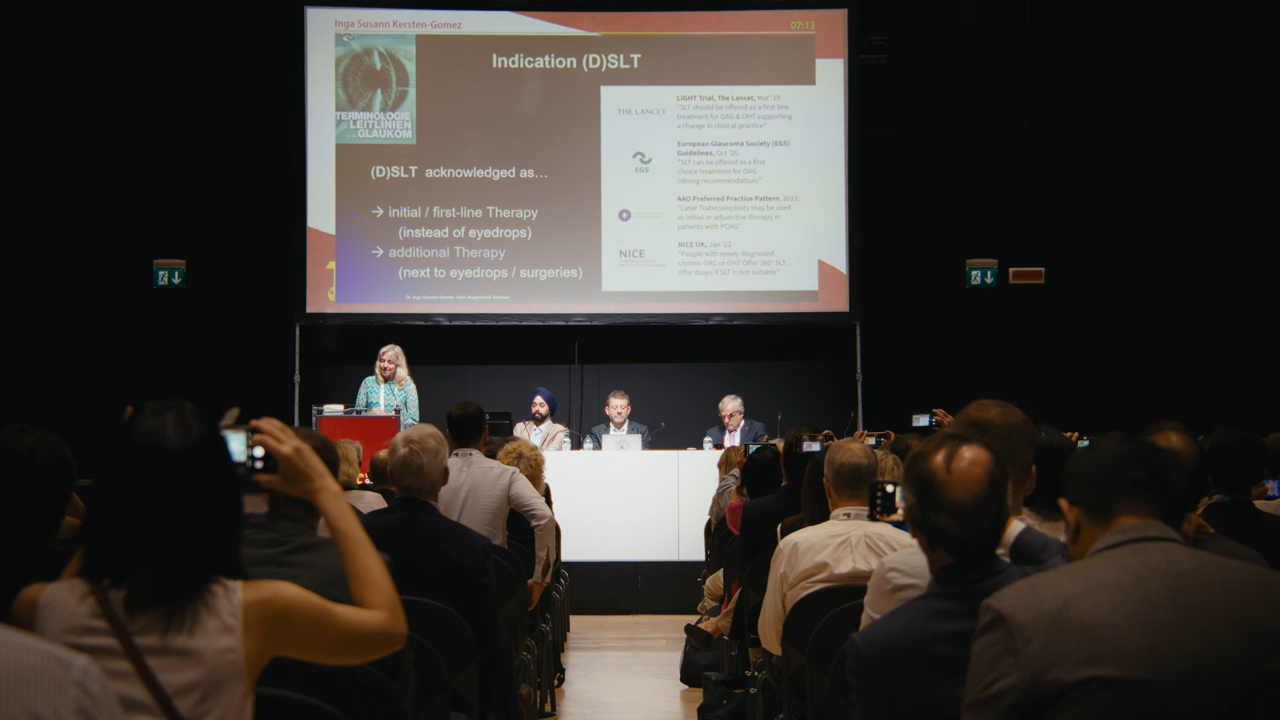 Inga Susann Kersten-Gomez
07:13
Indication (D)SLT
TERMINOLOGIE
LEITLINIEN
GLAUKOM
(D)SLT acknowledged as…
→ initial / first-line Therapy
(instead of eyedrops)
→ additional Therapy
(next to eyedrops / surgeries)
THE LANCET
LiGHT Trial, The Lancet, Mar '19
"SLT should be offered as a first line
treatment for OAG & OHT supporting
a change in clinical practice"
EGS
European Glaucoma Society (EGS)
Guidelines, Oct '20
"SLT can be offered as a first
choice treatment for OAG
(strong recommendation)"
AAO Preferred Practice Pattern, 2021:
"Laser Trabeculoplasty may be used
as initial or adjunctive therapy in
patients with POAG"
NICE
NICE UK, Jan '22
"People with newly diagnosed
chronic OAG or OHT Offer 360° SLT,
offer drops if SLT is not suitable"